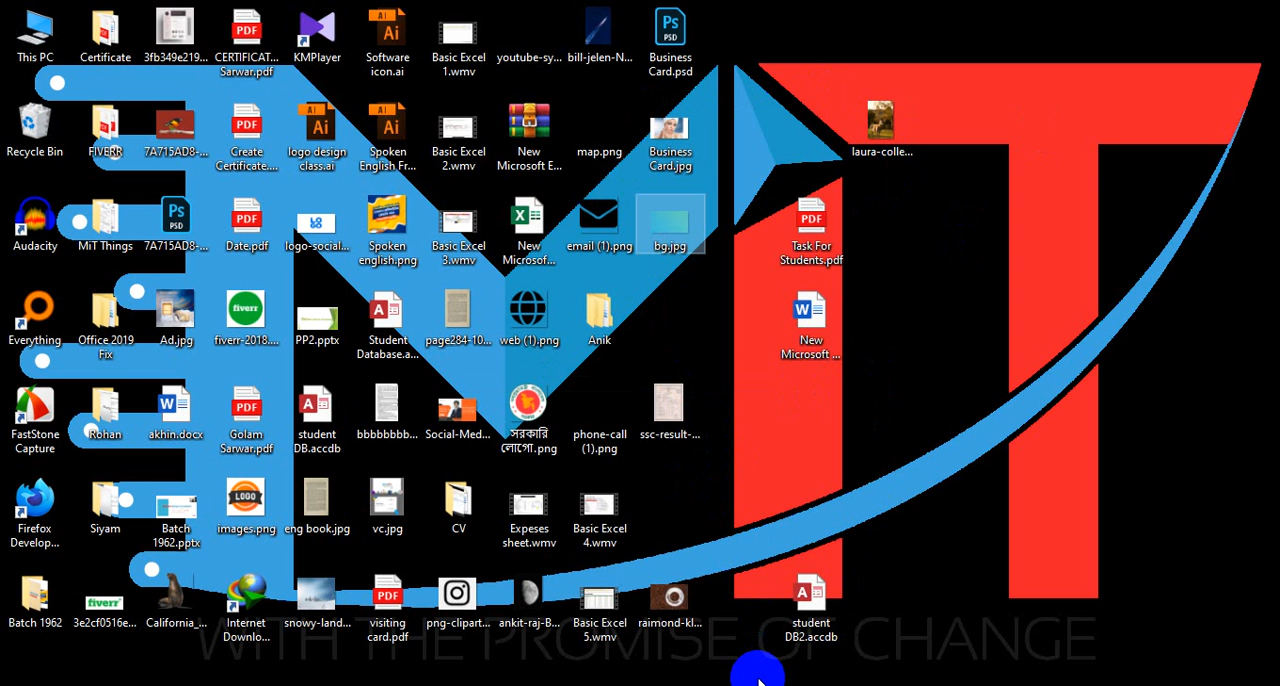 This PC
Certificate
3fb349e219...
CERTIFICAT...
Sarwar.pdf
KMPlayer
Software
icon.ai
Basic Excel
1.wmv
youtube-sy...
bill-jelen-N...
Business
Card.psd
Recycle Bin
FIVERR
7A715AD8-...
Create
Certificate....
logo design
class.ai
Spoken
English Fr...
Basic Excel
2.wmv
New
Microsoft E...
map.png
Business
Card.jpg
laura-colle...
Audacity
MiT Things
7A715AD8-...
Date.pdf
logo-social...
Spoken
english.png
Basic Excel
3.wmv
New
Microsof...
email (1).png
bg.jpg
Task For
Students.pdf
Everything
Office 2019
Fix
Ad.jpg
fiverr-2018....
PP2.pptx
Student
Database.a...
page284-10...
web (1).png
Anik
New
Microsoft ...
FastStone
Capture
Rohan
akhin.docx
Golam
Sarwar.pdf
student
DB.accdb
bbbbbbbb...
Social-Med...
সরকারি
লোগো.png
phone-call
(1).png
ssc-result-...
Firefox
Develop...
Siyam
Batch
1962.pptx
images.png
eng book.jpg
vc.jpg
CV
Expeses
sheet.wmv
Basic Excel
4.wmv
Batch 1962
3e2cf0516e...
California_...
Internet
Downlo...
snowy-land...
visiting
card.pdf
png-clipart...
ankit-raj-B...
Basic Excel
5.wmv
raimond-kl...
student
DB2.accdb
WITH THE PROMISE OF CHANGE